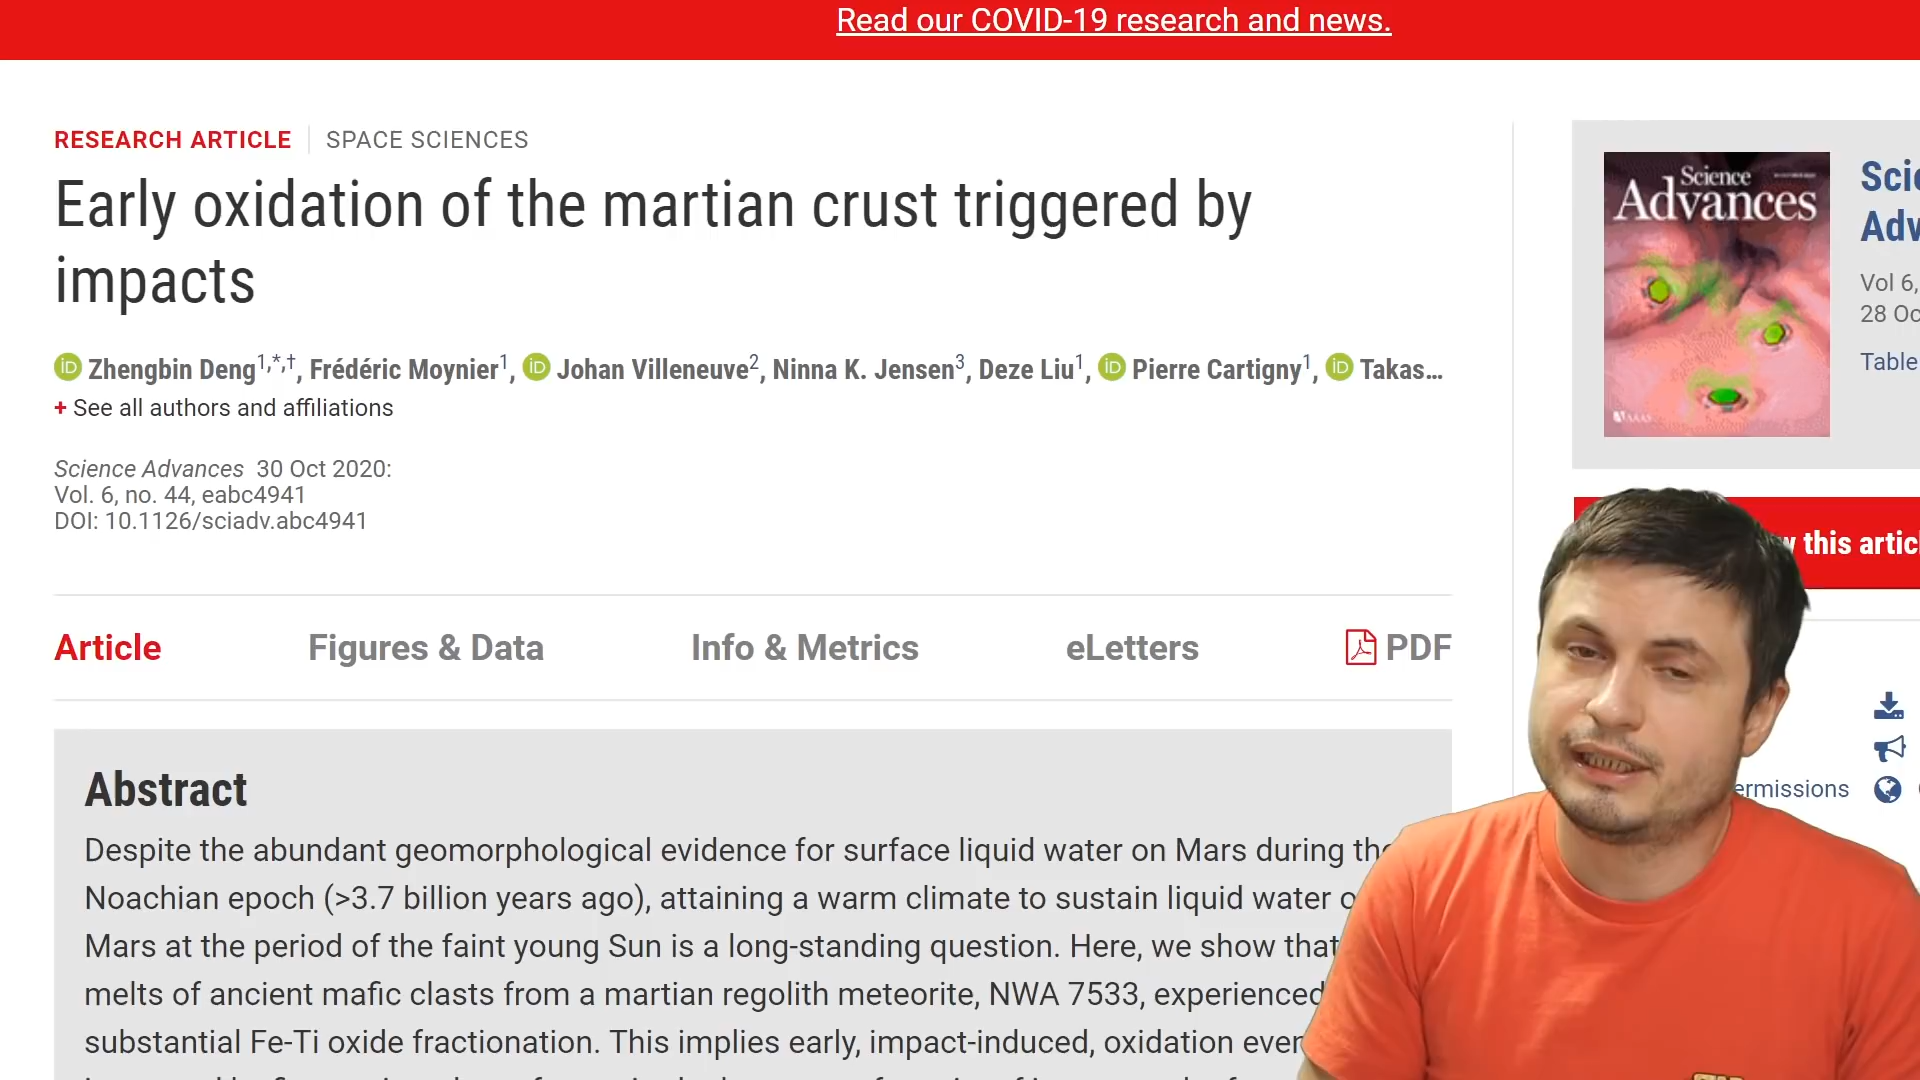 Read our COVID-19 research and news.
RESEARCH ARTICLE SPACE SCIENCES
Early oxidation of the martian crust triggered by
impacts
iD Zhengbin Deng1,*,†, Frédéric Moynier1, iD Johan Villeneuve2, Ninna K. Jensen3, Deze Liu1, iD Pierre Cartigny1, iD Takas…
+ See all authors and affiliations
Science Advances 30 Oct 2020:
Vol. 6, no. 44, eabc4941
DOI: 10.1126/sciadv.abc4941
Article Figures & Data Info & Metrics eLetters PDF
Abstract
Despite the abundant geomorphological evidence for surface liquid water on Mars during the
Noachian epoch (>3.7 billion years ago), attaining a warm climate to sustain liquid water o
Mars at the period of the faint young Sun is a long-standing question. Here, we show that
melts of ancient mafic clasts from a martian regolith meteorite, NWA 7533, experienced
substantial Fe-Ti oxide fractionation. This implies early, impact-induced, oxidation even
Science
Advances
AAAS
Scie
Adv
Vol 6,
28 Oc
Table
w this articl
ermissions